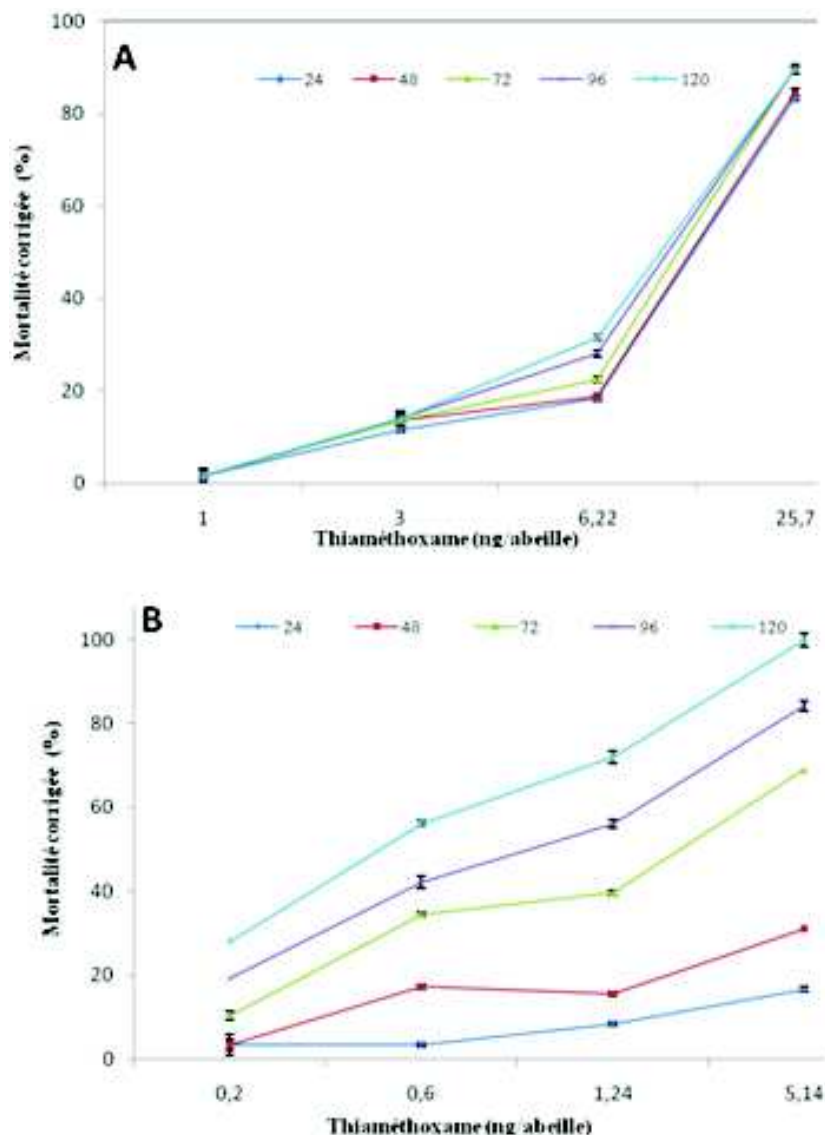 A
24 48 72 96 120
Mortalité corrigée (%)
100
80
60
40
20
0
1 3 6,22 25,7
Thiaméthoxame (ng/abeille)
B
24 48 72 96 120
Mortalité corrigée (%)
100
80
60
40
20
0
0,2 0,6 1,24 5,14
Thiaméthoxame (ng/abeille)